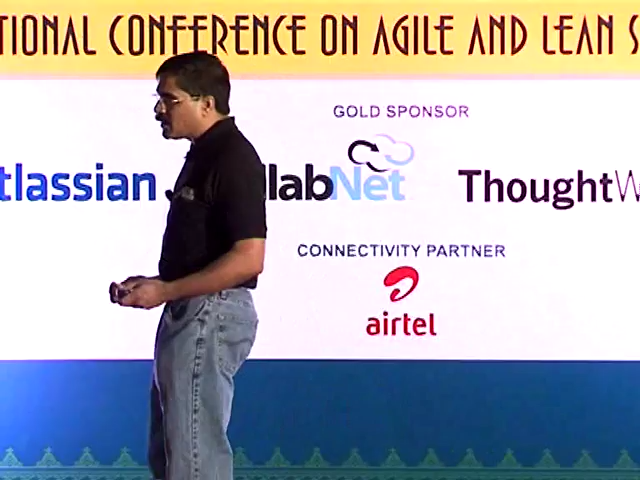 TIONAL CONFERENCE ON AGILE AND LEAN S
GOLD SPONSOR
tlassian
labNet
ThoughtW
CONNECTIVITY PARTNER
airtel